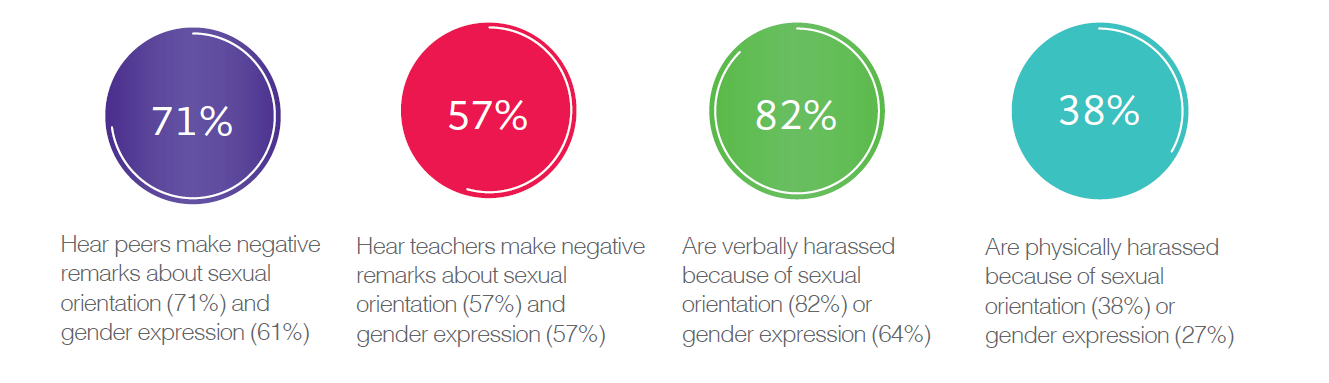 71%
57%
82%
38%
Hear peers make negative
remarks about sexual
orientation (71%) and
gender expression (61%)
Hear teachers make negative
remarks about sexual
orientation (57%) and
gender expression (57%)
Are verbally harassed
because of sexual
orientation (82%) or
gender expression (64%)
Are physically harassed
because of sexual
orientation (38%) or
gender expression (27%)